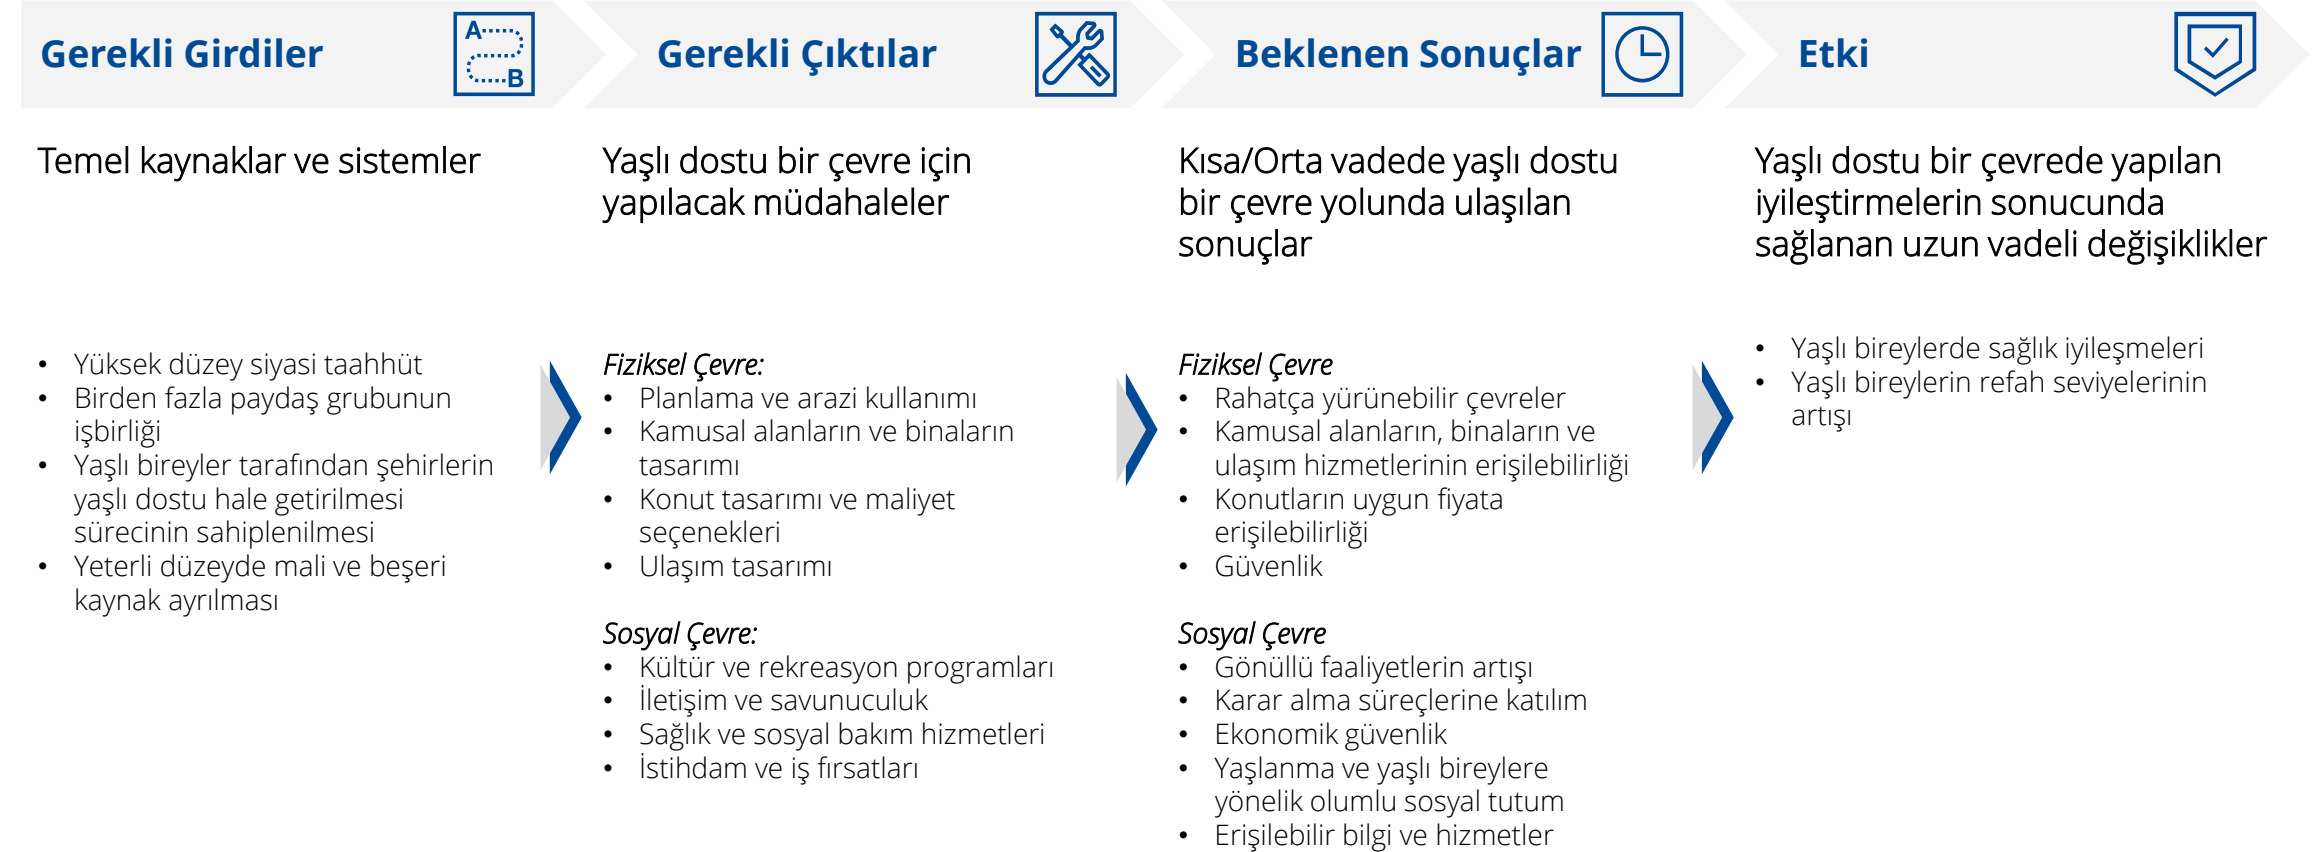 Gerekli Girdiler
A
B
Temel kaynaklar ve sistemler
• Yüksek düzey siyasi taahhüt
• Birden fazla paydaş grubunun
işbirliği
• Yaşlı bireyler tarafından şehirlerin
yaşlı dostu hale getirilmesi
sürecinin sahiplenilmesi
• Yeterli düzeyde mali ve beşeri
kaynak ayrılması
Gerekli Çıktılar
Yaşlı dostu bir çevre için
yapılacak müdahaleler
Fiziksel Çevre:
• Planlama ve arazi kullanımı
• Kamusal alanların ve binaların
tasarımı
• Konut tasarımı ve maliyet
seçenekleri
• Ulaşım tasarımı
Sosyal Çevre:
• Kültür ve rekreasyon programları
• İletişim ve savunuculuk
• Sağlık ve sosyal bakım hizmetleri
• İstihdam ve iş fırsatları
Beklenen Sonuçlar
Kısa/Orta vadede yaşlı dostu
bir çevre yolunda ulaşılan
sonuçlar
Fiziksel Çevre
• Rahatça yürünebilir çevreler
• Kamusal alanların, binaların ve
ulaşım hizmetlerinin erişilebilirliği
• Konutların uygun fiyata
erişilebilirliği
• Güvenlik
Sosyal Çevre
• Gönüllü faaliyetlerin artışı
• Karar alma süreçlerine katılım
• Ekonomik güvenlik
• Yaşlanma ve yaşlı bireylere
yönelik olumlu sosyal tutum
• Erişilebilir bilgi ve hizmetler
Etki
Yaşlı dostu bir çevrede yapılan
iyileştirmelerin sonucunda
sağlanan uzun vadeli değişiklikler
• Yaşlı bireylerde sağlık iyileşmeleri
• Yaşlı bireylerin refah seviyelerinin
artışı